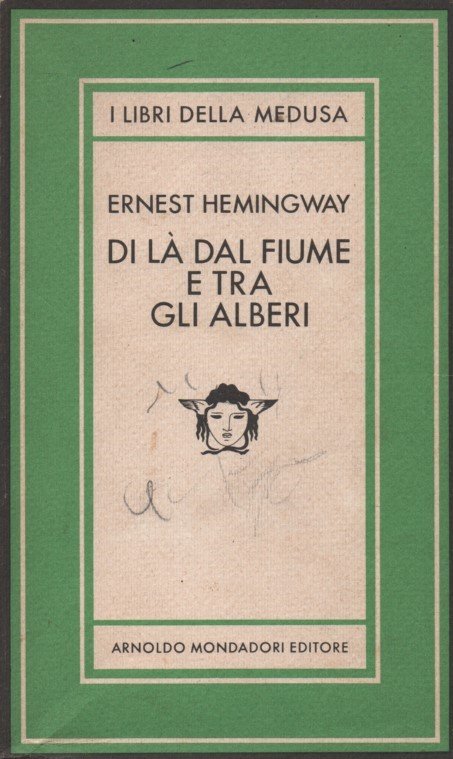 I LIBRI DELLA MEDUSA
ERNEST HEMINGWAY
DI LÀ DAL FIUME
E TRA
GLI ALBERI
ARNOLDO MONDADORI EDITORE